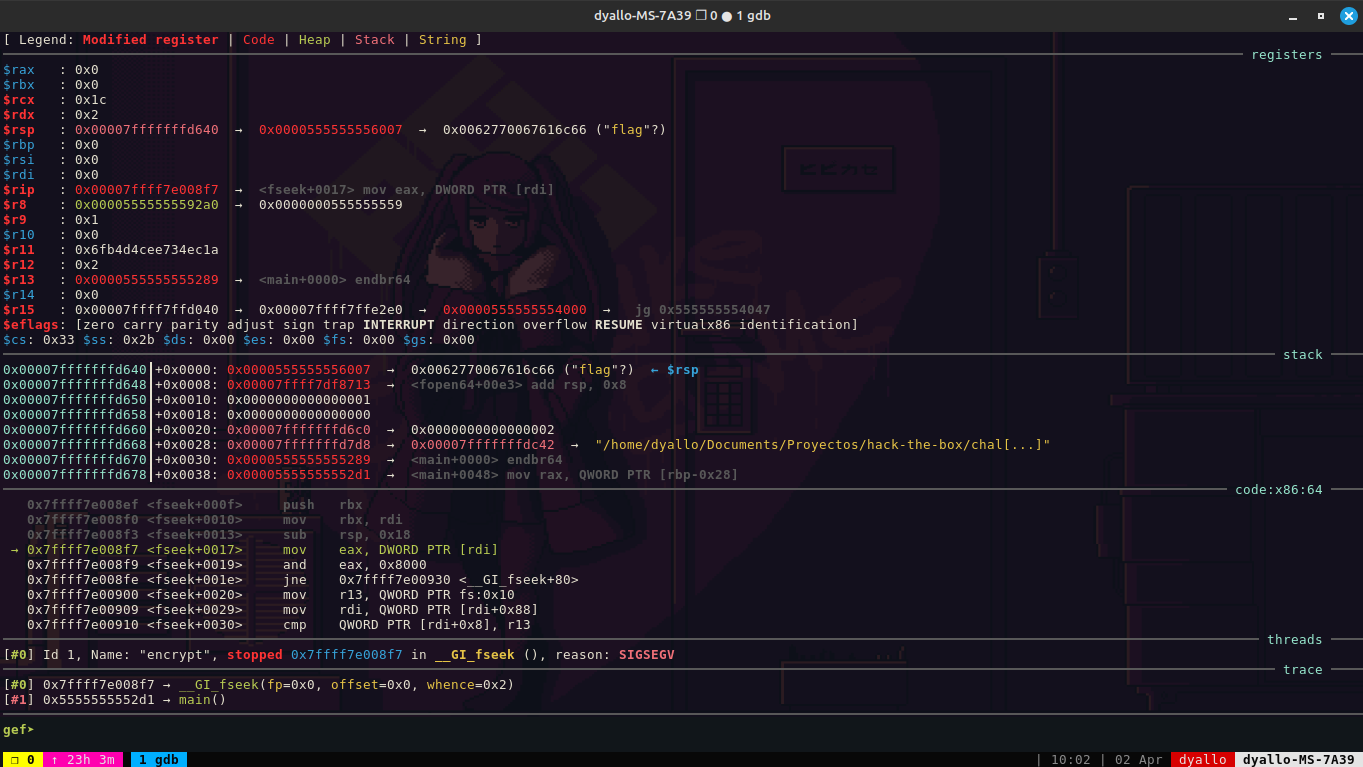 dyallo-MS-7A39 ❐ 0 ● 1 gdb
[ Legend: Modified register | Code | Heap | Stack | String ]
registers
$rax   : 0x0
$rbx   : 0x0
$rcx   : 0x1c
$rdx   : 0x2
$rsp   : 0x00007fffffffd640  →  0x0000555555556007  →  0x0062770067616c66 ("flag"?)
$rbp   : 0x0
$rsi   : 0x0
$rdi   : 0x0
$rip   : 0x00007ffff7e008f7  →  <fseek+0017> mov eax, DWORD PTR [rdi]
$r8    : 0x00005555555592a0  →  0x0000000555555559
$r9    : 0x1
$r10   : 0x0
$r11   : 0x6fb4d4cee734ec1a
$r12   : 0x2
$r13   : 0x0000555555555289  →  <main+0000> endbr64
$r14   : 0x0
$r15   : 0x00007ffff7ffd040  →  0x00007ffff7ffe2e0  →  0x0000555555554000  →   jg 0x555555554047
$eflags: [zero carry parity adjust sign trap INTERRUPT direction overflow RESUME virtualx86 identification]
$cs: 0x33 $ss: 0x2b $ds: 0x00 $es: 0x00 $fs: 0x00 $gs: 0x00
stack
0x00007fffffffd640│+0x0000: 0x0000555555556007  →  0x0062770067616c66 ("flag"?)  ← $rsp
0x00007fffffffd648│+0x0008: 0x00007ffff7df8713  →  <fopen64+00e3> add rsp, 0x8
0x00007fffffffd650│+0x0010: 0x0000000000000001
0x00007fffffffd658│+0x0018: 0x0000000000000000
0x00007fffffffd660│+0x0020: 0x00007fffffffd6c0  →  0x0000000000000002
0x00007fffffffd668│+0x0028: 0x00007fffffffd7d8  →  0x00007fffffffdc42  →  "/home/dyallo/Documents/Proyectos/hack-the-box/chal[...]"
0x00007fffffffd670│+0x0030: 0x0000555555555289  →  <main+0000> endbr64
0x00007fffffffd678│+0x0038: 0x00005555555552d1  →  <main+0048> mov rax, QWORD PTR [rbp-0x28]
code:x86:64
0x7ffff7e008ef <fseek+000f>     push   rbx
0x7ffff7e008f0 <fseek+0010>     mov    rbx, rdi
0x7ffff7e008f3 <fseek+0013>     sub    rsp, 0x18
→ 0x7ffff7e008f7 <fseek+0017>     mov    eax, DWORD PTR [rdi]
0x7ffff7e008f9 <fseek+0019>     and    eax, 0x8000
0x7ffff7e008fe <fseek+001e>     jne    0x7ffff7e00930 <__GI_fseek+80>
0x7ffff7e00900 <fseek+0020>     mov    r13, QWORD PTR fs:0x10
0x7ffff7e00909 <fseek+0029>     mov    rdi, QWORD PTR [rdi+0x88]
0x7ffff7e00910 <fseek+0030>     cmp    QWORD PTR [rdi+0x8], r13
threads
[#0] Id 1, Name: "encrypt", stopped 0x7ffff7e008f7 in __GI_fseek (), reason: SIGSEGV
trace
[#0] 0x7ffff7e008f7 → __GI_fseek(fp=0x0, offset=0x0, whence=0x2)
[#1] 0x5555555552d1 → main()
gef➤
❐ 0 ↑ 23h 3m 1 gdb | 10:02 | 02 Apr dyallo dyallo-MS-7A39